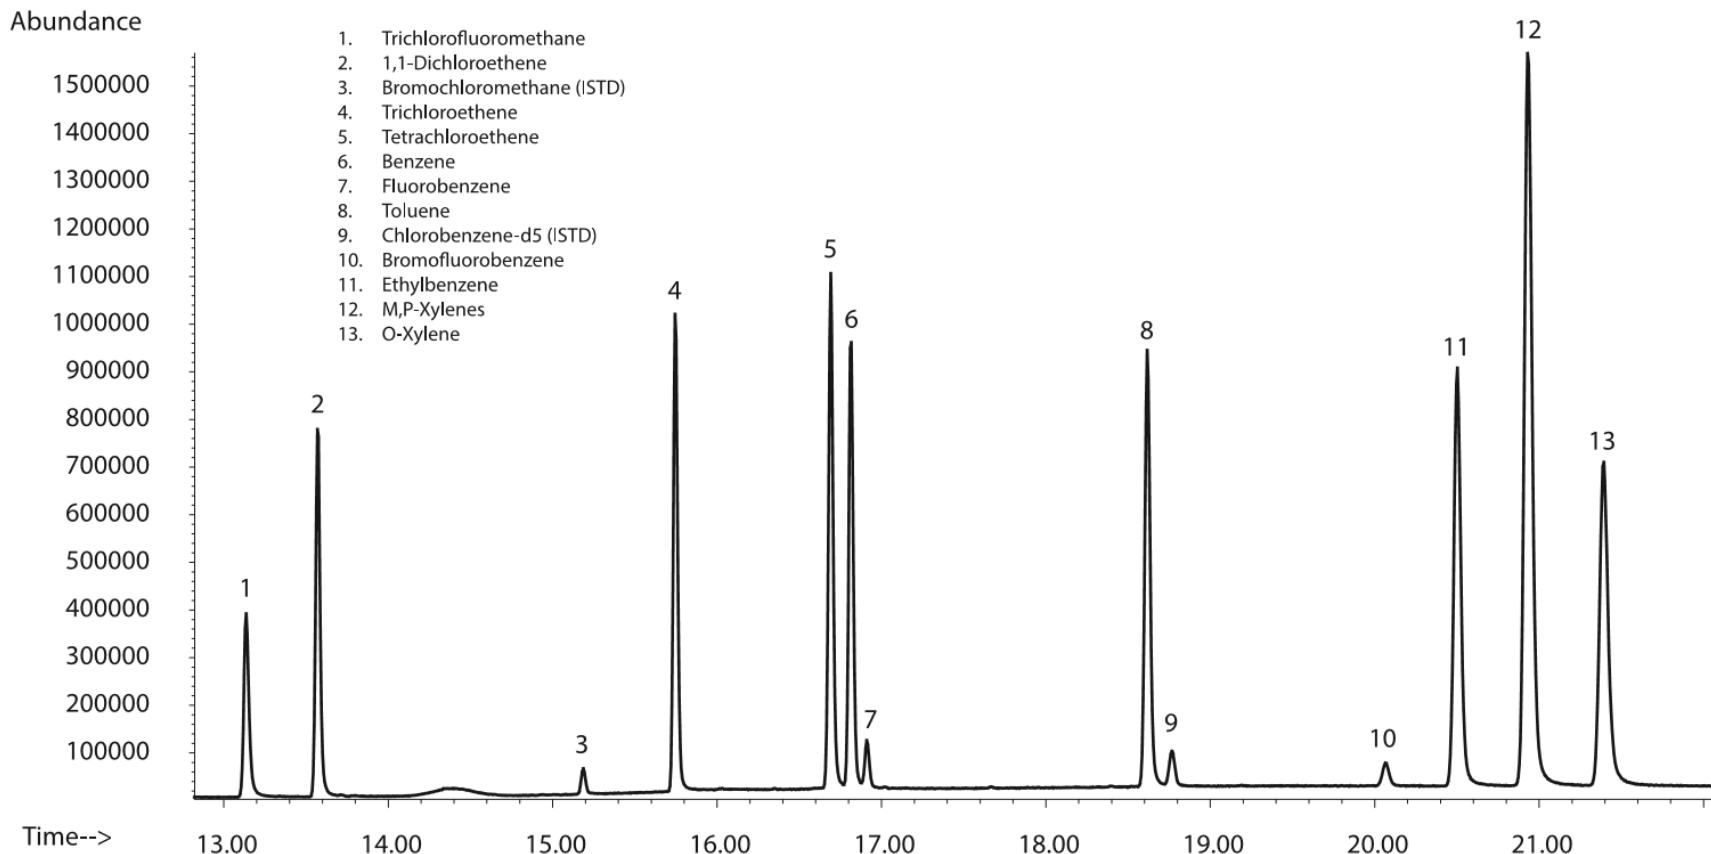 Abundance
1. Trichlorofluoromethane
2. 1,1-Dichloroethene
3. Bromochloromethane (ISTD)
4. Trichloroethene
5. Tetrachloroethene
6. Benzene
7. Fluorobenzene
8. Toluene
9. Chlorobenzene-d5 (ISTD)
10. Bromofluorobenzene
11. Ethylbenzene
12. M,P-Xylenes
13. O-Xylene
1500000
1400000
1300000
1200000
1100000
1000000
900000
800000
700000
600000
500000
400000
300000
200000
100000
1
2
3
4
5
6
7
8
9
10
11
12
13
Time-->
13.00 14.00 15.00 16.00 17.00 18.00 19.00 20.00 21.00